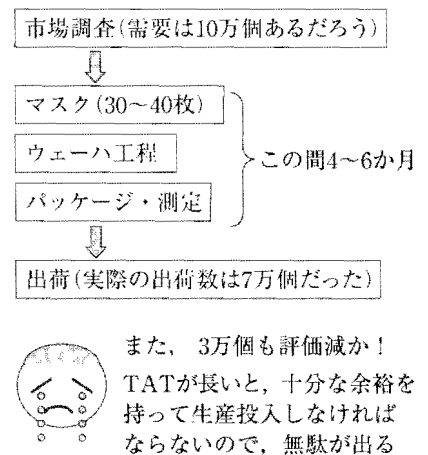 市場調査(需要は10万個あるだろう)
マスク(30〜40枚)
ウェーハ工程
パッケージ・測定
この間4〜6か月
出荷(実際の出荷数は7万個だった)
また，3万個も評価減か！
TATが長いと，十分な余裕を
持って生産投入しなければ
ならないので，無駄が出る